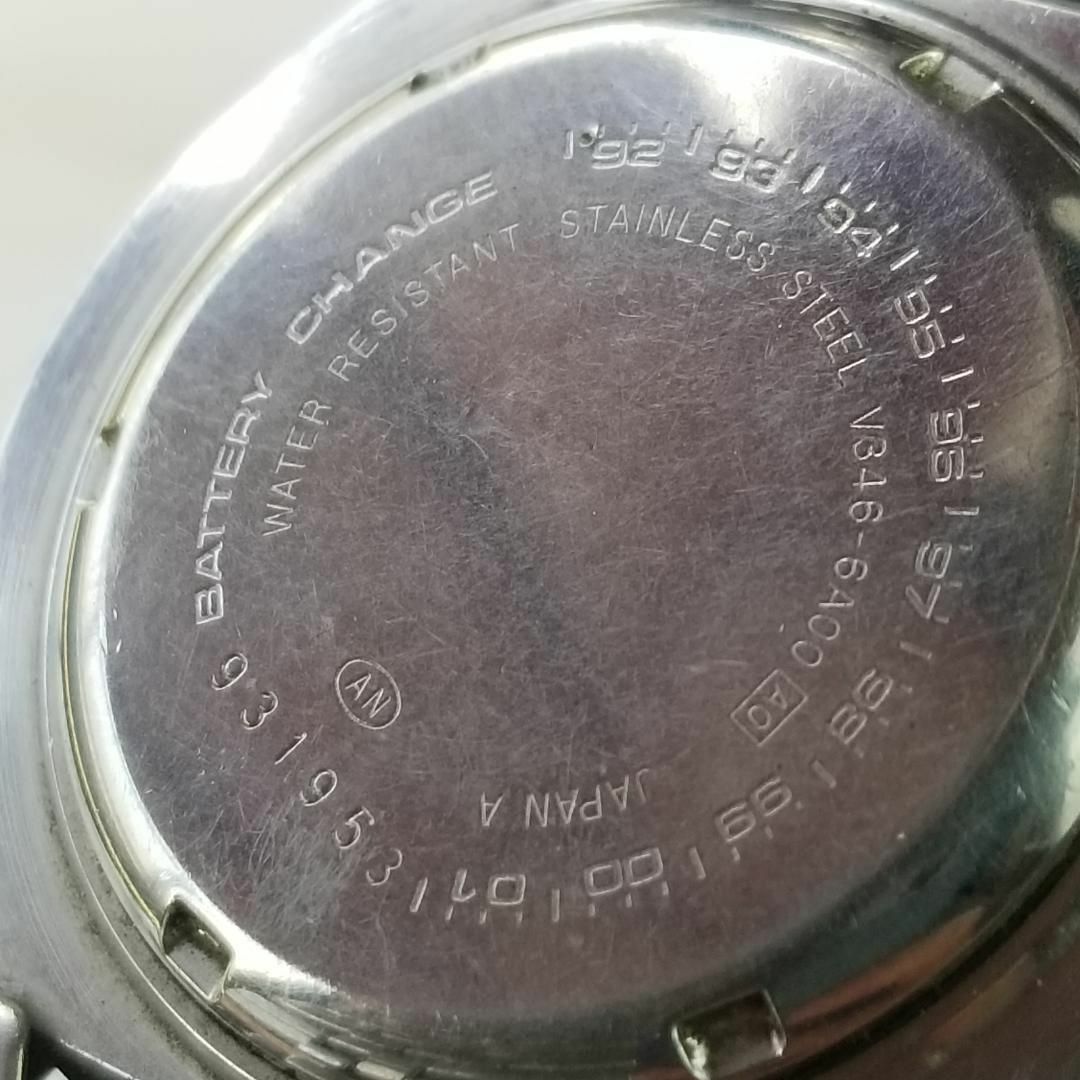 BATTERY CHANGE
'92 '93 '94 '95 '96 '97 '98 '99 '00 '01
WATER RESISTANT STAINLESS STEEL V846-6A00 AO
JAPAN A
AN
931953